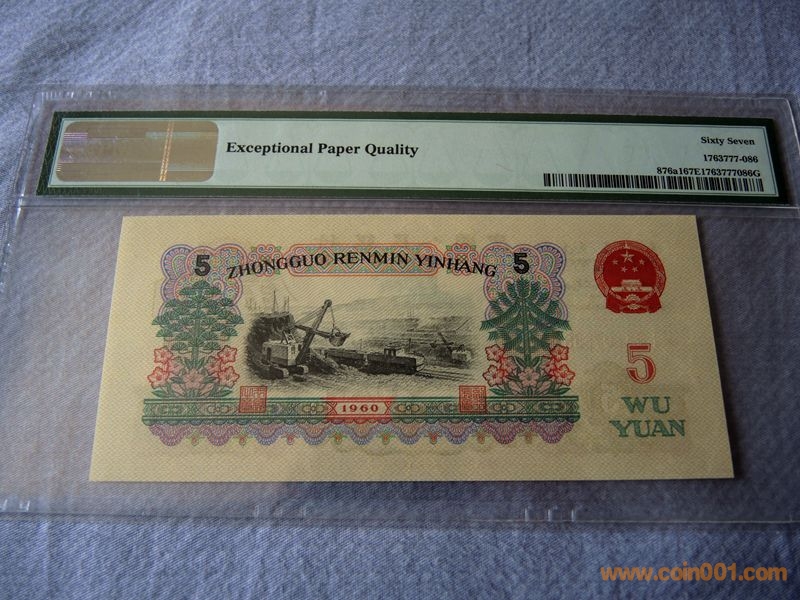 Exceptional Paper Quality
Sixty Seven
1763777-086
876a167E1763777086G
5 ZHONGGUO RENMIN YINHANG 5
5
WU
YUAN
1960
www.coin001.com